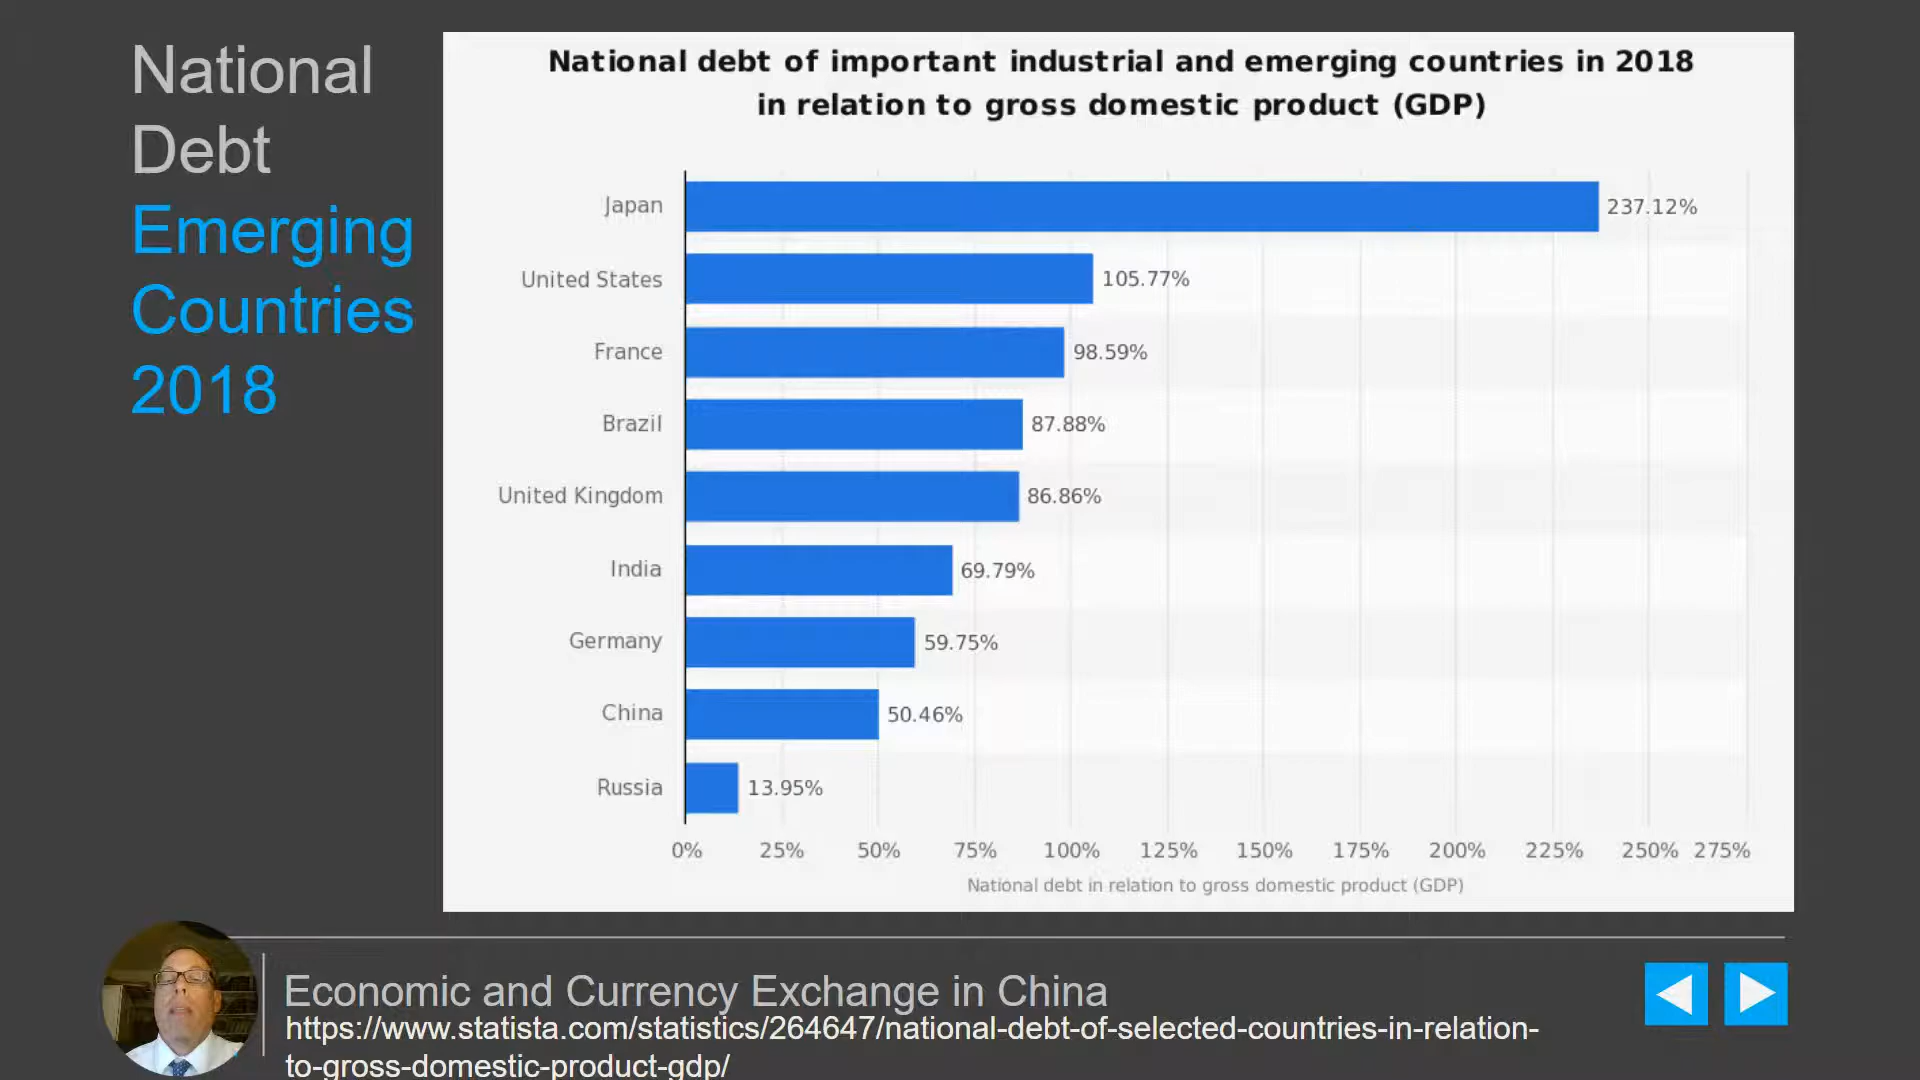 National
Debt
Emerging
Countries
2018
National debt of important industrial and emerging countries in 2018
in relation to gross domestic product (GDP)
Japan 237.12%
United States 105.77%
France 98.59%
Brazil 87.88%
United Kingdom 86.86%
India 69.79%
Germany 59.75%
China 50.46%
Russia 13.95%
0% 25% 50% 75% 100% 125% 150% 175% 200% 225% 250% 275%
National debt in relation to gross domestic product (GDP)
Economic and Currency Exchange in China
https://www.statista.com/statistics/264647/national-debt-of-selected-countries-in-relation-
to-gross-domestic-product-gdp/